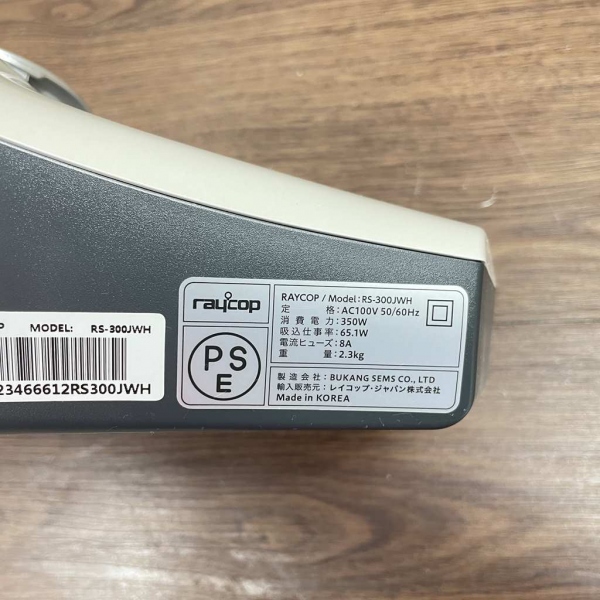 P MODEL: RS-300JWH
23466612RS300JWH
raycop
PS
E
RAYCOP / Model:RS-300JWH
定 格:AC100V 50/60Hz
消 費 電 力:350W
吸込仕事率:65.1W
電流ヒューズ:8A
重 量:2.3kg
製 造 会 社:BUKANG SEMS CO., LTD
輸入販売元:レイコップ・ジャパン株式会社
Made in KOREA